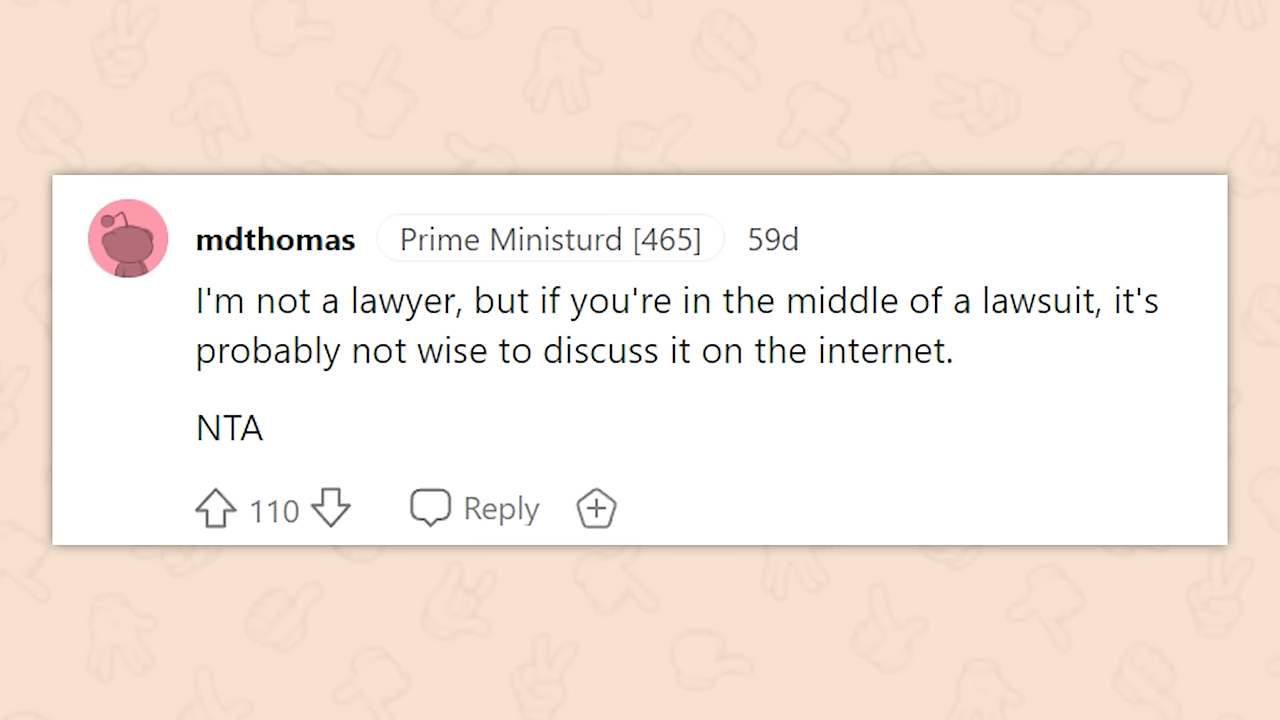 mdthomas Prime Ministurd [465] 59d
I'm not a lawyer, but if you're in the middle of a lawsuit, it's
probably not wise to discuss it on the internet.
NTA
110 Reply